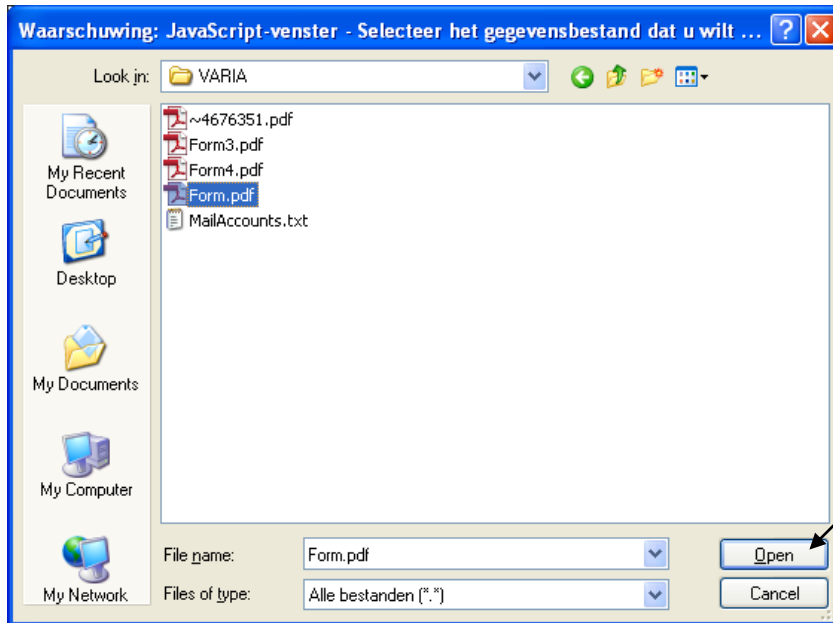 Waarschuwing: JavaScript-venster - Selecteer het gegevensbestand dat u wilt ...
Look in: VARIA
~4676351.pdf
Form3.pdf
Form4.pdf
Form.pdf
MailAccounts.txt
My Recent
Documents
Desktop
My Documents
My Computer
My Network
File name: Form.pdf Open
Files of type: Alle bestanden (*.*) Cancel